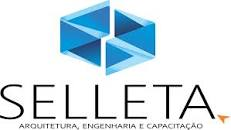 SELLETA
ARQUITETURA, ENGENHARIA E CAPACITAÇÃO